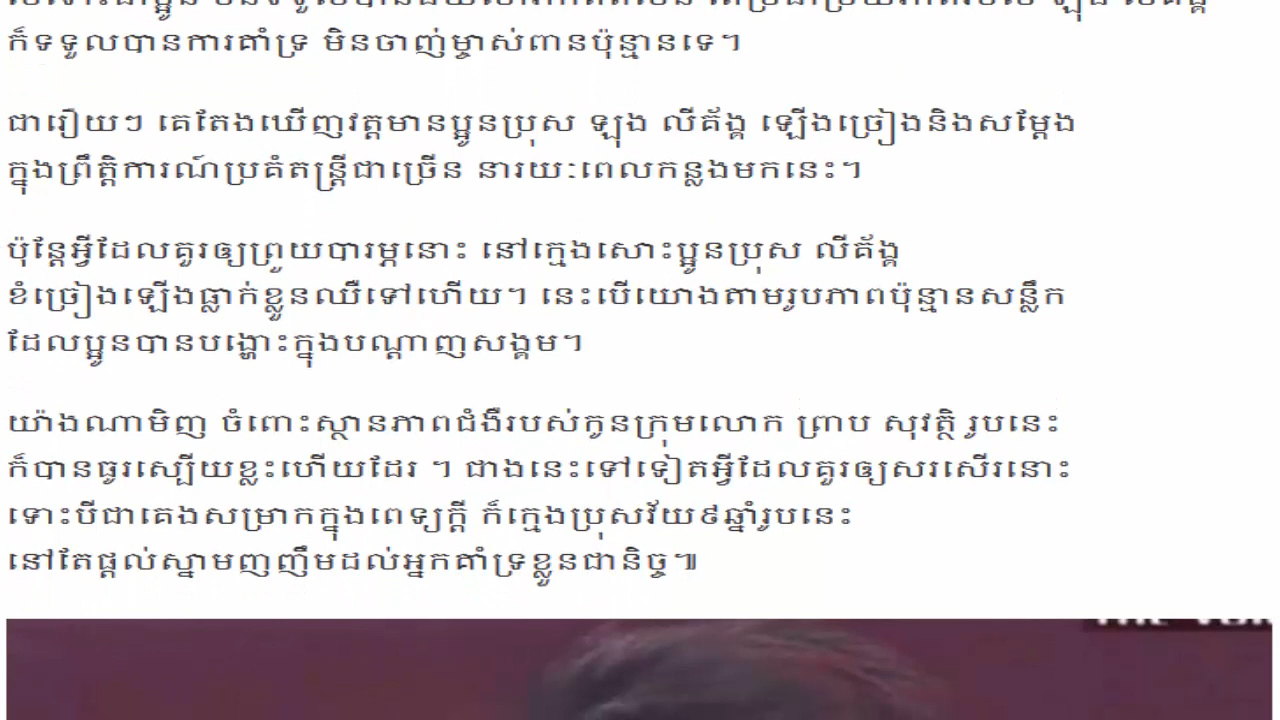 ក៏ទទួលបានការគាំទ្រ មិនចាញ់ម្ចាស់ពានប៉ុន្មានទេ។
ជារឿយៗ គេតែងឃើញវត្តមានប្អូនប្រុស ឡុង លីគ័ង្គ ឡើងច្រៀងនិងសម្តែង
ក្នុងព្រឹត្តិការណ៍ប្រគំតន្ត្រីជាច្រើន នារយៈពេលកន្លងមកនេះ។
ប៉ុន្តែអ្វីដែលគួរឲ្យព្រួយបារម្ភនោះ នៅក្មេងសោះប្អូនប្រុស លីគ័ង្គ
ខំច្រៀងឡើងធ្លាក់ខ្លួនឈឺទៅហើយ។ នេះបើយោងតាមរូបភាពប៉ុន្មានសន្លឹក
ដែលប្អូនបានបង្ហោះក្នុងបណ្តាញសង្គម។
យ៉ាងណាមិញ ចំពោះស្ថានភាពជំងឺរបស់កូនក្រុមលោក ព្រាប សុវត្ថិ រូបនេះ
ក៏បានធូរស្បើយខ្លះហើយដែរ ។ ជាងនេះទៅទៀតអ្វីដែលគួរឲ្យសរសើរនោះ
ទោះបីជាគេងសម្រាកក្នុងពេទ្យក្តី ក៏ក្មេងប្រុសវ័យ៩ឆ្នាំរូបនេះ
នៅតែផ្តល់ស្នាមញញឹមដល់អ្នកគាំទ្រខ្លួនជានិច្ច៕